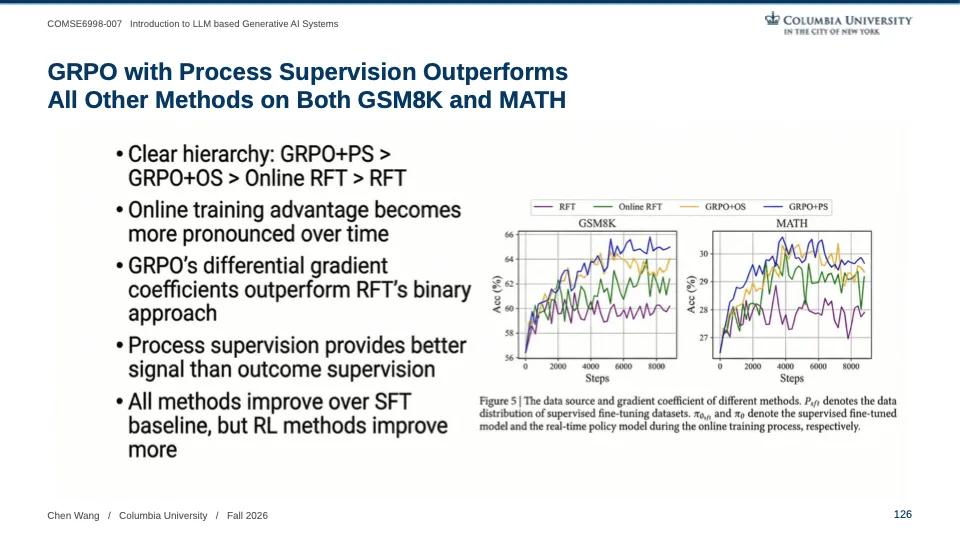 COMSE6998-007 Introduction to LLM based Generative AI Systems
COLUMBIA UNIVERSITY
IN THE CITY OF NEW YORK
GRPO with Process Supervision Outperforms
All Other Methods on Both GSM8K and MATH
• Clear hierarchy: GRPO+PS >
GRPO+OS > Online RFT > RFT
• Online training advantage becomes
more pronounced over time
• GRPO's differential gradient
coefficients outperform RFT's binary
approach
• Process supervision provides better
signal than outcome supervision
• All methods improve over SFT
baseline, but RL methods improve
more
RFT Online RFT GRPO+OS GRPO+PS
GSM8K
66
64
62
60
58
56
Acc (%)
0 2000 4000 6000 8000
Steps
MATH
30
29
28
27
Acc (%)
0 2000 4000 6000 8000
Steps
Figure 5 | The data source and gradient coefficient of different methods. P_sft denotes the data
distribution of supervised fine-tuning datasets. π_θsft and π_θ denote the supervised fine-tuned
model and the real-time policy model during the online training process, respectively.
Chen Wang / Columbia University / Fall 2026
126